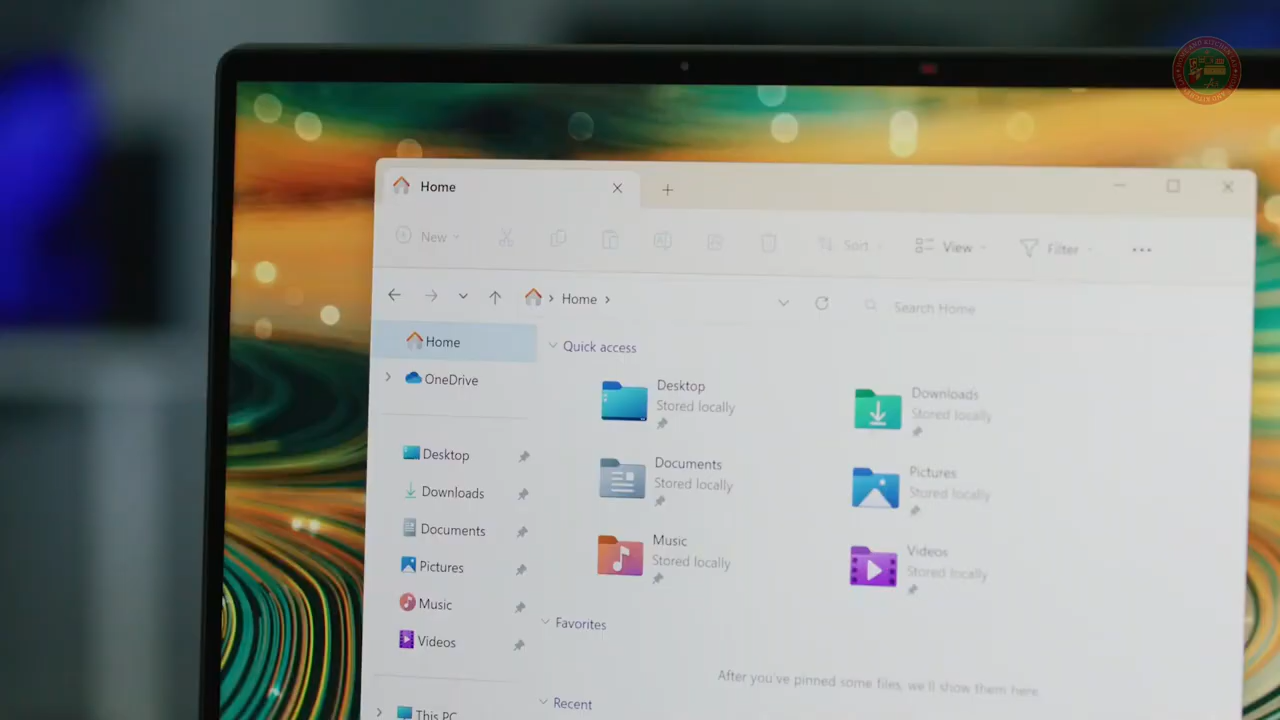 Home
New
Sort
View
Filter
Home
Search Home
Home
OneDrive
Desktop
Downloads
Documents
Pictures
Music
Videos
This PC
Quick access
Desktop
Stored locally
Downloads
Stored locally
Documents
Stored locally
Pictures
Stored locally
Music
Stored locally
Videos
Stored locally
Favorites
After you've pinned some files, we'll show them here.
Recent